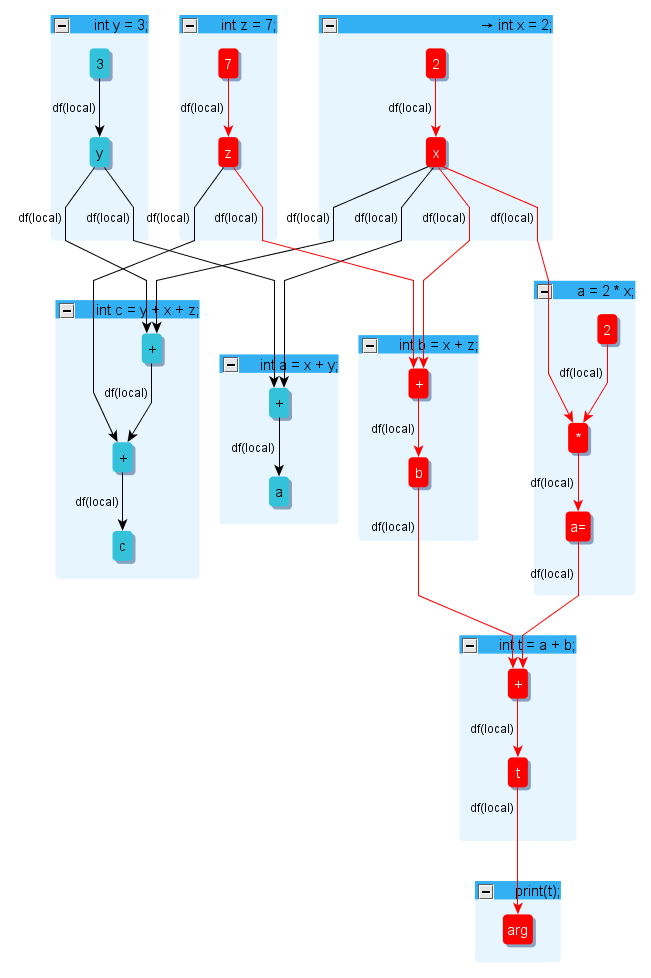 int y = 3;
int z = 7;
→ int x = 2;
3
7
2
df(local)
df(local)
df(local)
y
z
x
df(local)
df(local)
df(local)
df(local)
df(local)
df(local)
df(local)
df(local)
a = 2 * x;
int c = y + x + z;
2
int b = x + z;
+
int a = x + y;
df(local)
+
df(local)
+
df(local)
*
df(local)
+
df(local)
b
a
df(local)
df(local)
a=
df(local)
c
df(local)
int t = a + b;
+
df(local)
t
df(local)
print(t);
arg